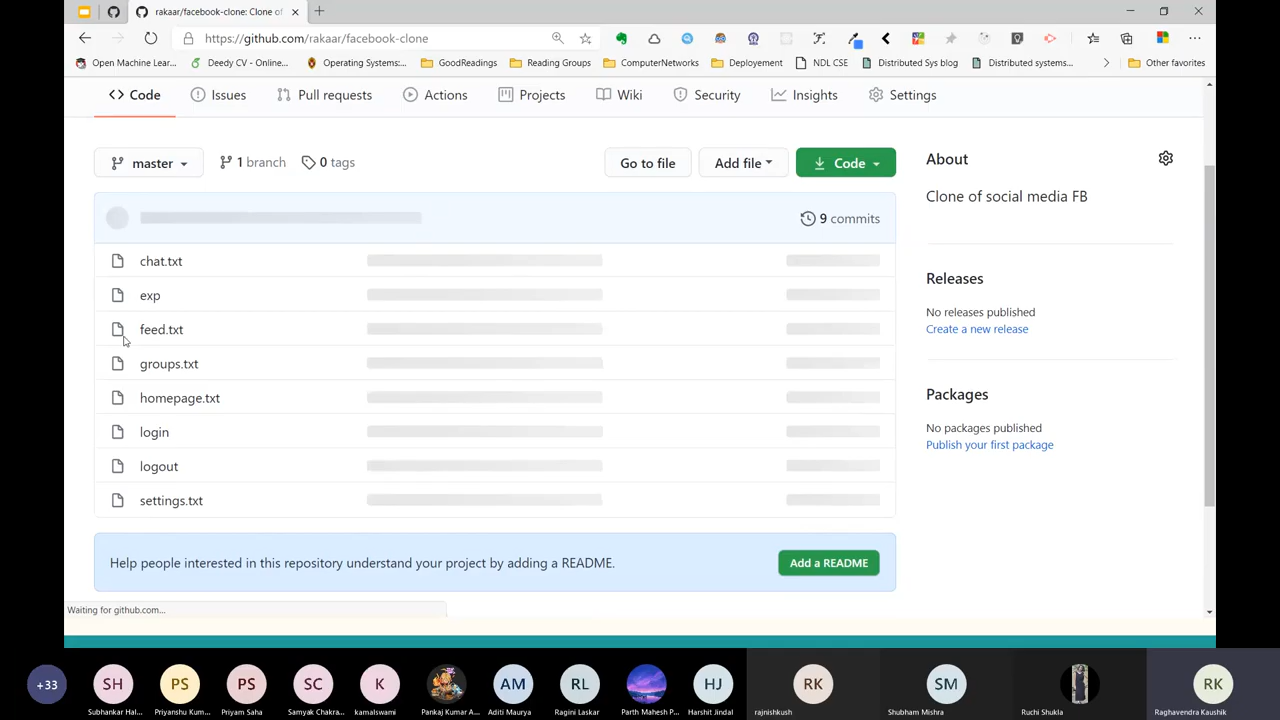 rakaar/facebook-clone: Clone of
https://github.com/rakaar/facebook-clone
Open Machine Lear...
Deedy CV - Online...
Operating Systems:...
GoodReadings
Reading Groups
ComputerNetworks
Deployement
NDL CSE
Distributed Sys blog
Distributed systems...
Other favorites
Code
Issues
Pull requests
Actions
Projects
Wiki
Security
Insights
Settings
master
1 branch
0 tags
Go to file
Add file
Code
9 commits
chat.txt
exp
feed.txt
groups.txt
homepage.txt
login
logout
settings.txt
Help people interested in this repository understand your project by adding a README.
Add a README
About
Clone of social media FB
Releases
No releases published
Create a new release
Packages
No packages published
Publish your first package
Waiting for github.com...
+33
SH
PS
PS
SC
K
AM
RL
HJ
RK
SM
RK
Subhankar Hal...
Priyanshu Kum...
Priyam Saha
Samyak Chakra...
kamalswami
Pankaj Kumar A...
Aditi Maurya
Ragini Laskar
Parth Mahesh P...
Harshit Jindal
rajnishkush
Shubham Mishra
Ruchi Shukla
Raghavendra Kaushik